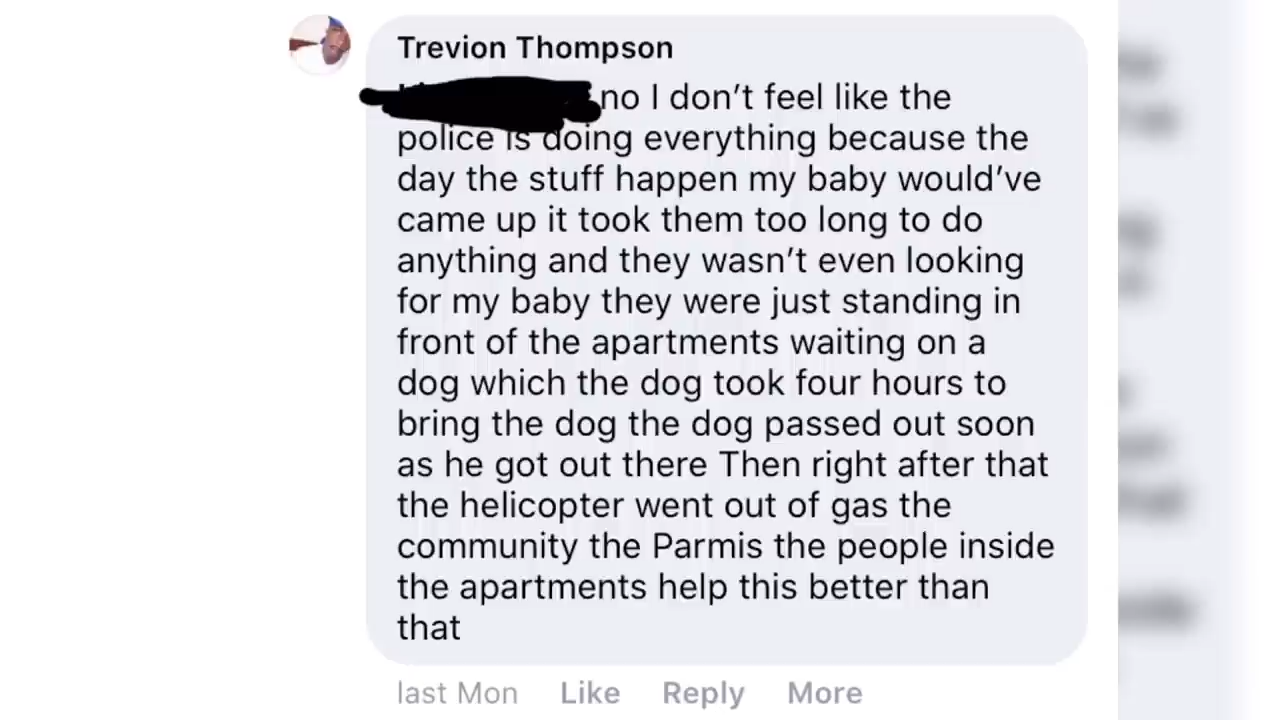 Trevion Thompson
no I don't feel like the
police is doing everything because the
day the stuff happen my baby would've
came up it took them too long to do
anything and they wasn't even looking
for my baby they were just standing in
front of the apartments waiting on a
dog which the dog took four hours to
bring the dog the dog passed out soon
as he got out there Then right after that
the helicopter went out of gas the
community the Parmis the people inside
the apartments help this better than
that
last Mon Like Reply More